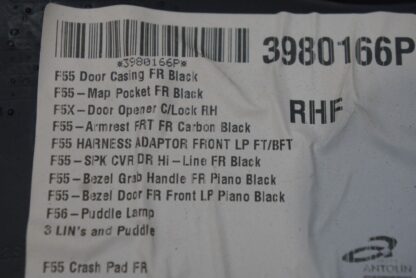 *3980166P*
3980166P
F55 Door Casing FR Black
F55-Map Pocket FR Black
F5X-Door Opener C/Lock RH
RHF
F55-Armrest FRT FR Carbon Black
F55 HARNESS ADAPTOR FRONT LP FT/BFT
F55-SPK CVR DR Hi-Line FR Black
F55-Bezel Grab Handle FR Piano Black
F55-Bezel Door FR Front LP Piano Black
F56-Puddle Lamp
3 LIN's and Puddle
F55 Crash Pad FR
ANTOLIN